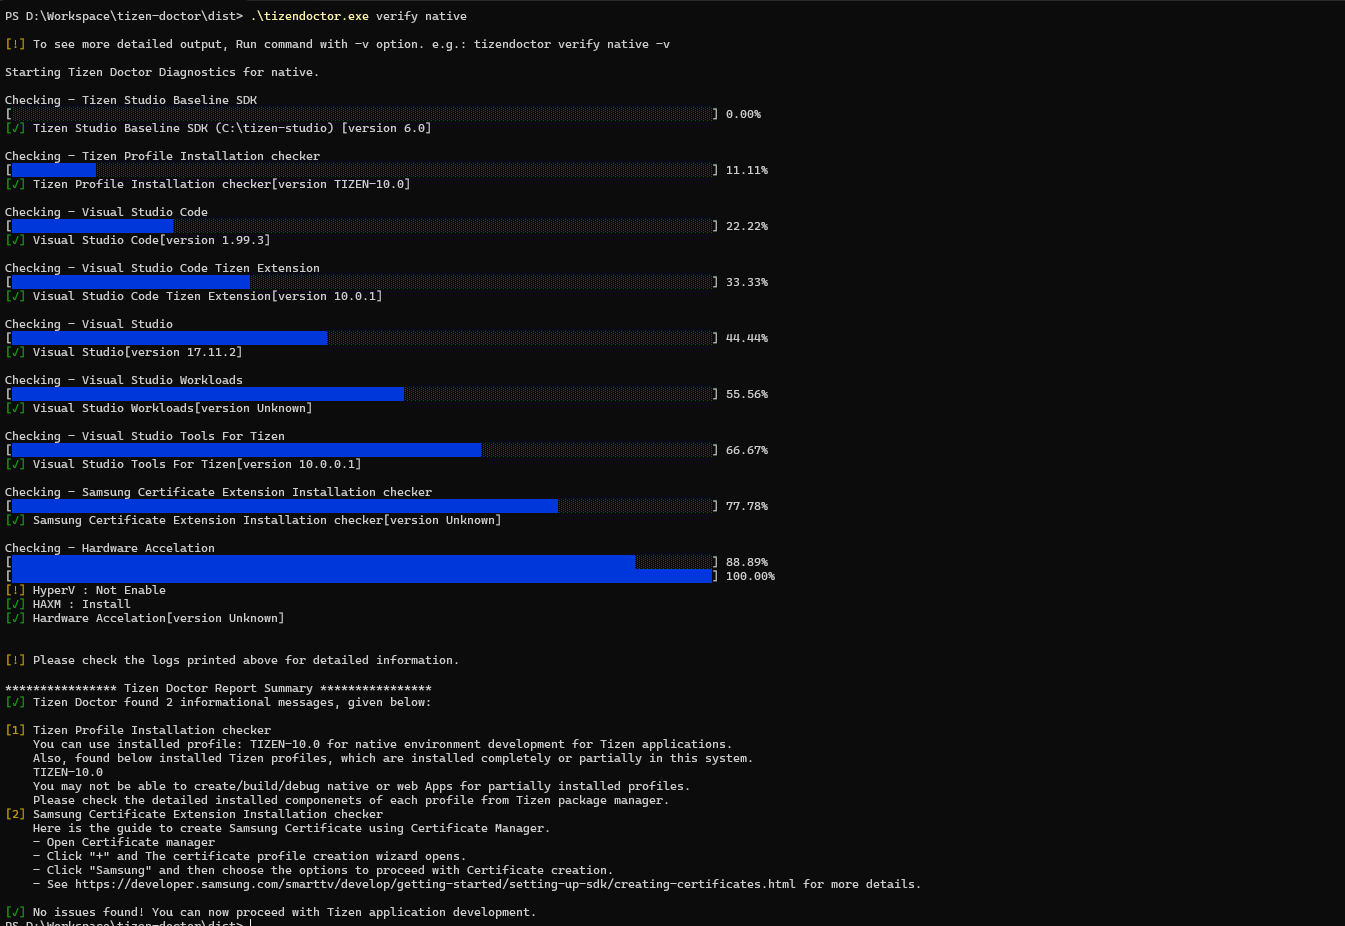 PS D:\Workspace\tizen-doctor\dist> .\tizendoctor.exe verify native
[!] To see more detailed output, Run command with -v option. e.g.: tizendoctor verify native -v
Starting Tizen Doctor Diagnostics for native.
Checking - Tizen Studio Baseline SDK
[ ] 0.00%
[√] Tizen Studio Baseline SDK (C:\tizen-studio) [version 6.0]
Checking - Tizen Profile Installation checker
[ ] 11.11%
[√] Tizen Profile Installation checker[version TIZEN-10.0]
Checking - Visual Studio Code
[ ] 22.22%
[√] Visual Studio Code[version 1.99.3]
Checking - Visual Studio Code Tizen Extension
[ ] 33.33%
[√] Visual Studio Code Tizen Extension[version 10.0.1]
Checking - Visual Studio
[ ] 44.44%
[√] Visual Studio[version 17.11.2]
Checking - Visual Studio Workloads
[ ] 55.56%
[√] Visual Studio Workloads[version Unknown]
Checking - Visual Studio Tools For Tizen
[ ] 66.67%
[√] Visual Studio Tools For Tizen[version 10.0.0.1]
Checking - Samsung Certificate Extension Installation checker
[ ] 77.78%
[√] Samsung Certificate Extension Installation checker[version Unknown]
Checking - Hardware Accelation
[ ] 88.89%
[ ] 100.00%
[!] HyperV : Not Enable
[√] HAXM : Install
[√] Hardware Accelation[version Unknown]
[!] Please check the logs printed above for detailed information.
**************** Tizen Doctor Report Summary ****************
[√] Tizen Doctor found 2 informational messages, given below:
[1] Tizen Profile Installation checker
You can use installed profile: TIZEN-10.0 for native environment development for Tizen applications.
Also, found below installed Tizen profiles, which are installed completely or partially in this system.
TIZEN-10.0
You may not be able to create/build/debug native or web Apps for partially installed profiles.
Please check the detailed installed componenets of each profile from Tizen package manager.
[2] Samsung Certificate Extension Installation checker
Here is the guide to create Samsung Certificate using Certificate Manager.
- Open Certificate manager
- Click "+" and The certificate profile creation wizard opens.
- Click "Samsung" and then choose the options to proceed with Certificate creation.
- See https://developer.samsung.com/smarttv/develop/getting-started/setting-up-sdk/creating-certificates.html for more details.
[√] No issues found! You can now proceed with Tizen application development.
PS D:\Workspace\tizen-doctor\dist>